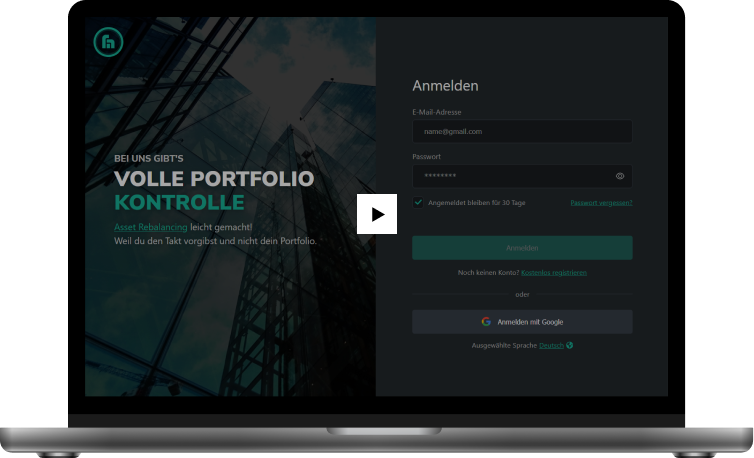 BEI UNS GIBT'S
VOLLE PORTFOLIO
KONTROLLE
Asset Rebalancing leicht gemacht!
Weil du den Takt vorgibst und nicht dein Portfolio.
Anmelden
E-Mail-Adresse
name@gmail.com
Passwort
********
Angemeldet bleiben für 30 Tage
Passwort vergessen?
Anmelden
Noch keinen Konto? Kostenlos registrieren
oder
Anmelden mit Google
Ausgewählte Sprache Deutsch